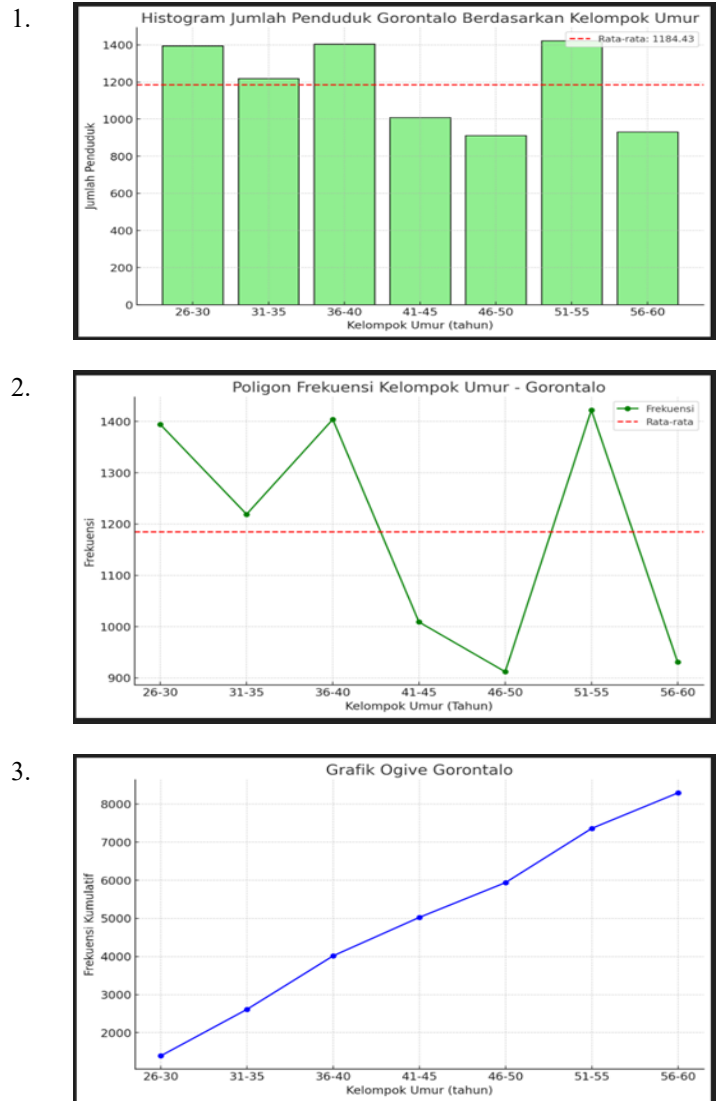 1.
Histogram Jumlah Penduduk Gorontalo Berdasarkan Kelompok Umur
Rata-rata: 1184.43
Jumlah Penduduk
1400
1200
1000
800
600
400
200
0
26-30 31-35 36-40 41-45 46-50 51-55 56-60
Kelompok Umur (tahun)
2.
Poligon Frekuensi Kelompok Umur - Gorontalo
Frekuensi
Rata-rata
Frekuensi
1400
1300
1200
1100
1000
900
26-30 31-35 36-40 41-45 46-50 51-55 56-60
Kelompok Umur (Tahun)
3.
Grafik Ogive Gorontalo
Frekuensi Kumulatif
8000
7000
6000
5000
4000
3000
2000
26-30 31-35 36-40 41-45 46-50 51-55 56-60
Kelompok Umur (tahun)